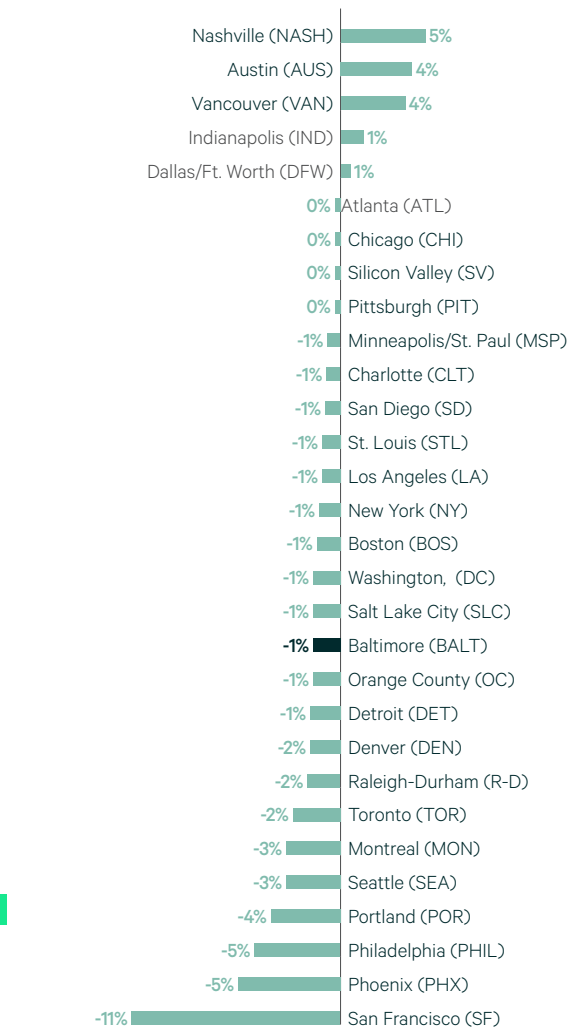 Nashville (NASH) 5%
Austin (AUS) 4%
Vancouver (VAN) 4%
Indianapolis (IND) 1%
Dallas/Ft. Worth (DFW) 1%
0% Atlanta (ATL)
0% Chicago (CHI)
0% Silicon Valley (SV)
0% Pittsburgh (PIT)
-1% Minneapolis/St. Paul (MSP)
-1% Charlotte (CLT)
-1% San Diego (SD)
-1% St. Louis (STL)
-1% Los Angeles (LA)
-1% New York (NY)
-1% Boston (BOS)
-1% Washington,  (DC)
-1% Salt Lake City (SLC)
-1% Baltimore (BALT)
-1% Orange County (OC)
-1% Detroit (DET)
-2% Denver (DEN)
-2% Raleigh-Durham (R-D)
-2% Toronto (TOR)
-3% Montreal (MON)
-3% Seattle (SEA)
-4% Portland (POR)
-5% Philadelphia (PHIL)
-5% Phoenix (PHX)
-11% San Francisco (SF)